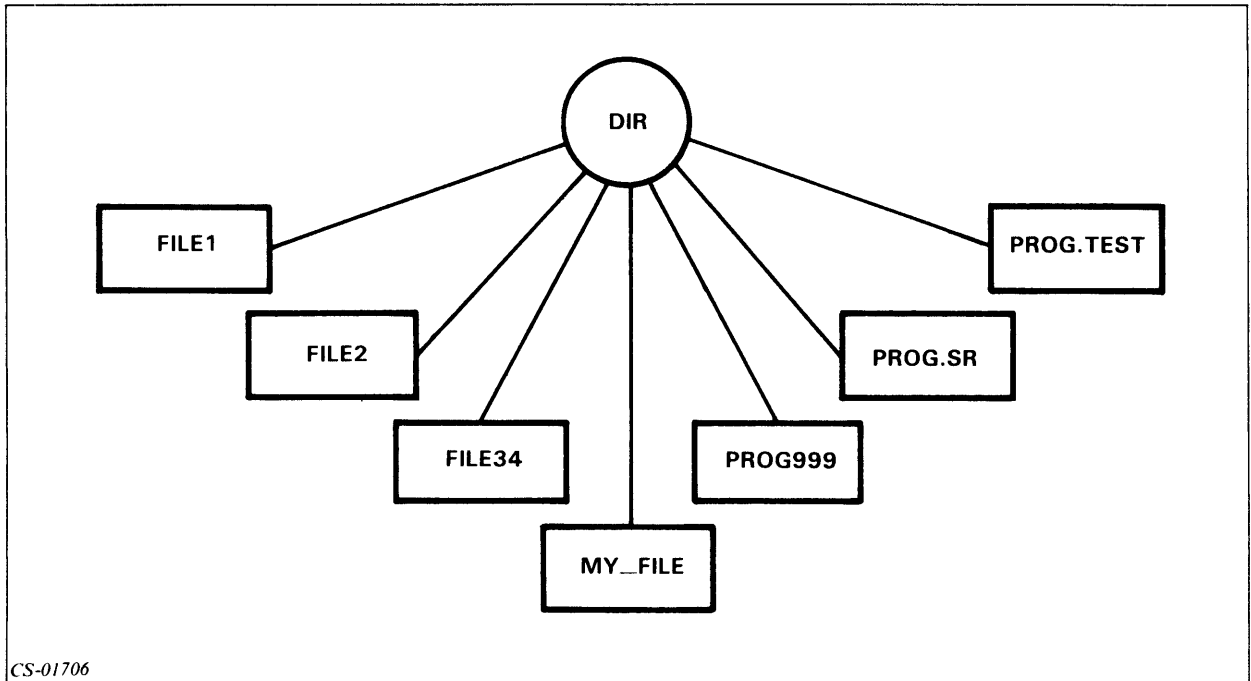 DIR
FILE1
PROG.TEST
FILE2
PROG.SR
FILE34
PROG999
MY_FILE
CS-01706